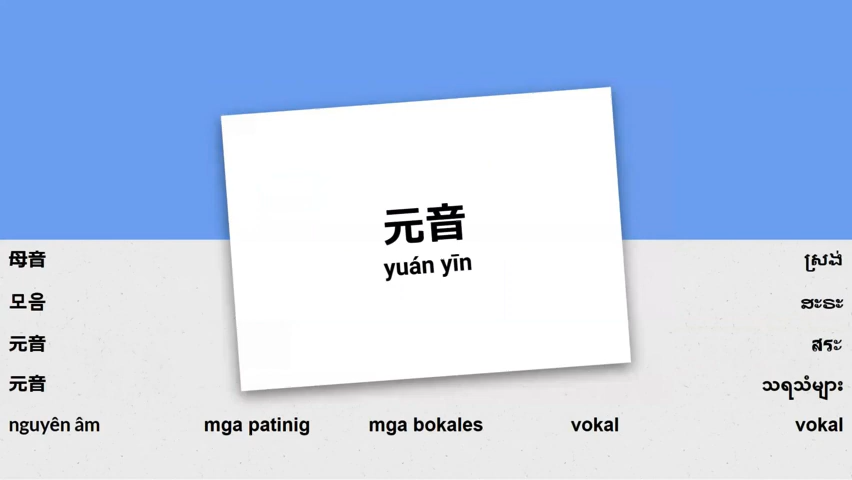 元音
yuán yīn
母音
ស្រង់
모음
ສະຣະ
元音
สระ
元音
သရသံများ
nguyên âm
mga patinig
mga bokales
vokal
vokal